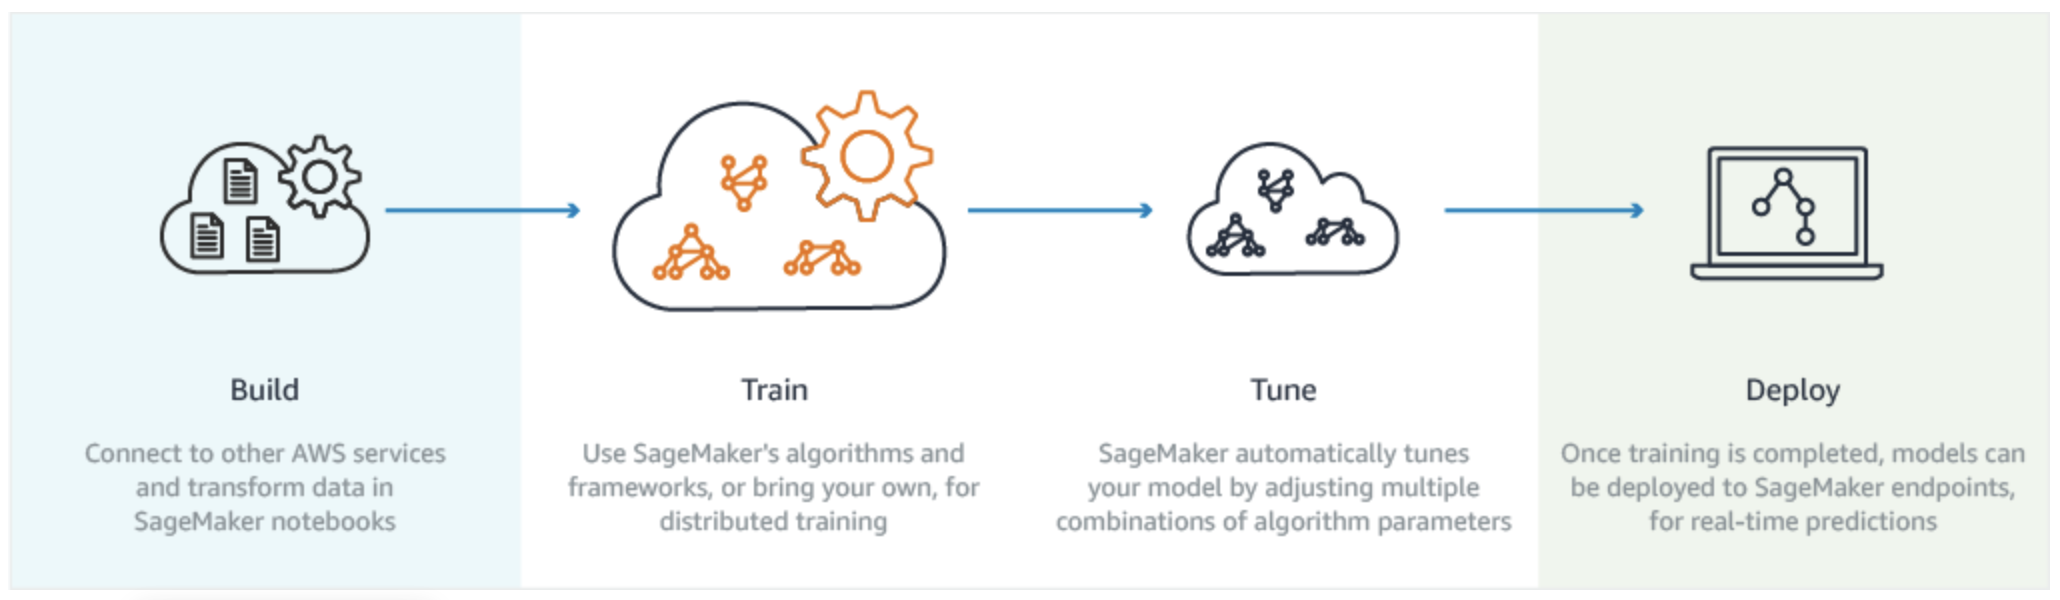 Build
Connect to other AWS services
and transform data in
SageMaker notebooks
Train
Use SageMaker's algorithms and
frameworks, or bring your own, for
distributed training
Tune
SageMaker automatically tunes
your model by adjusting multiple
combinations of algorithm parameters
Deploy
Once training is completed, models can
be deployed to SageMaker endpoints,
for real-time predictions